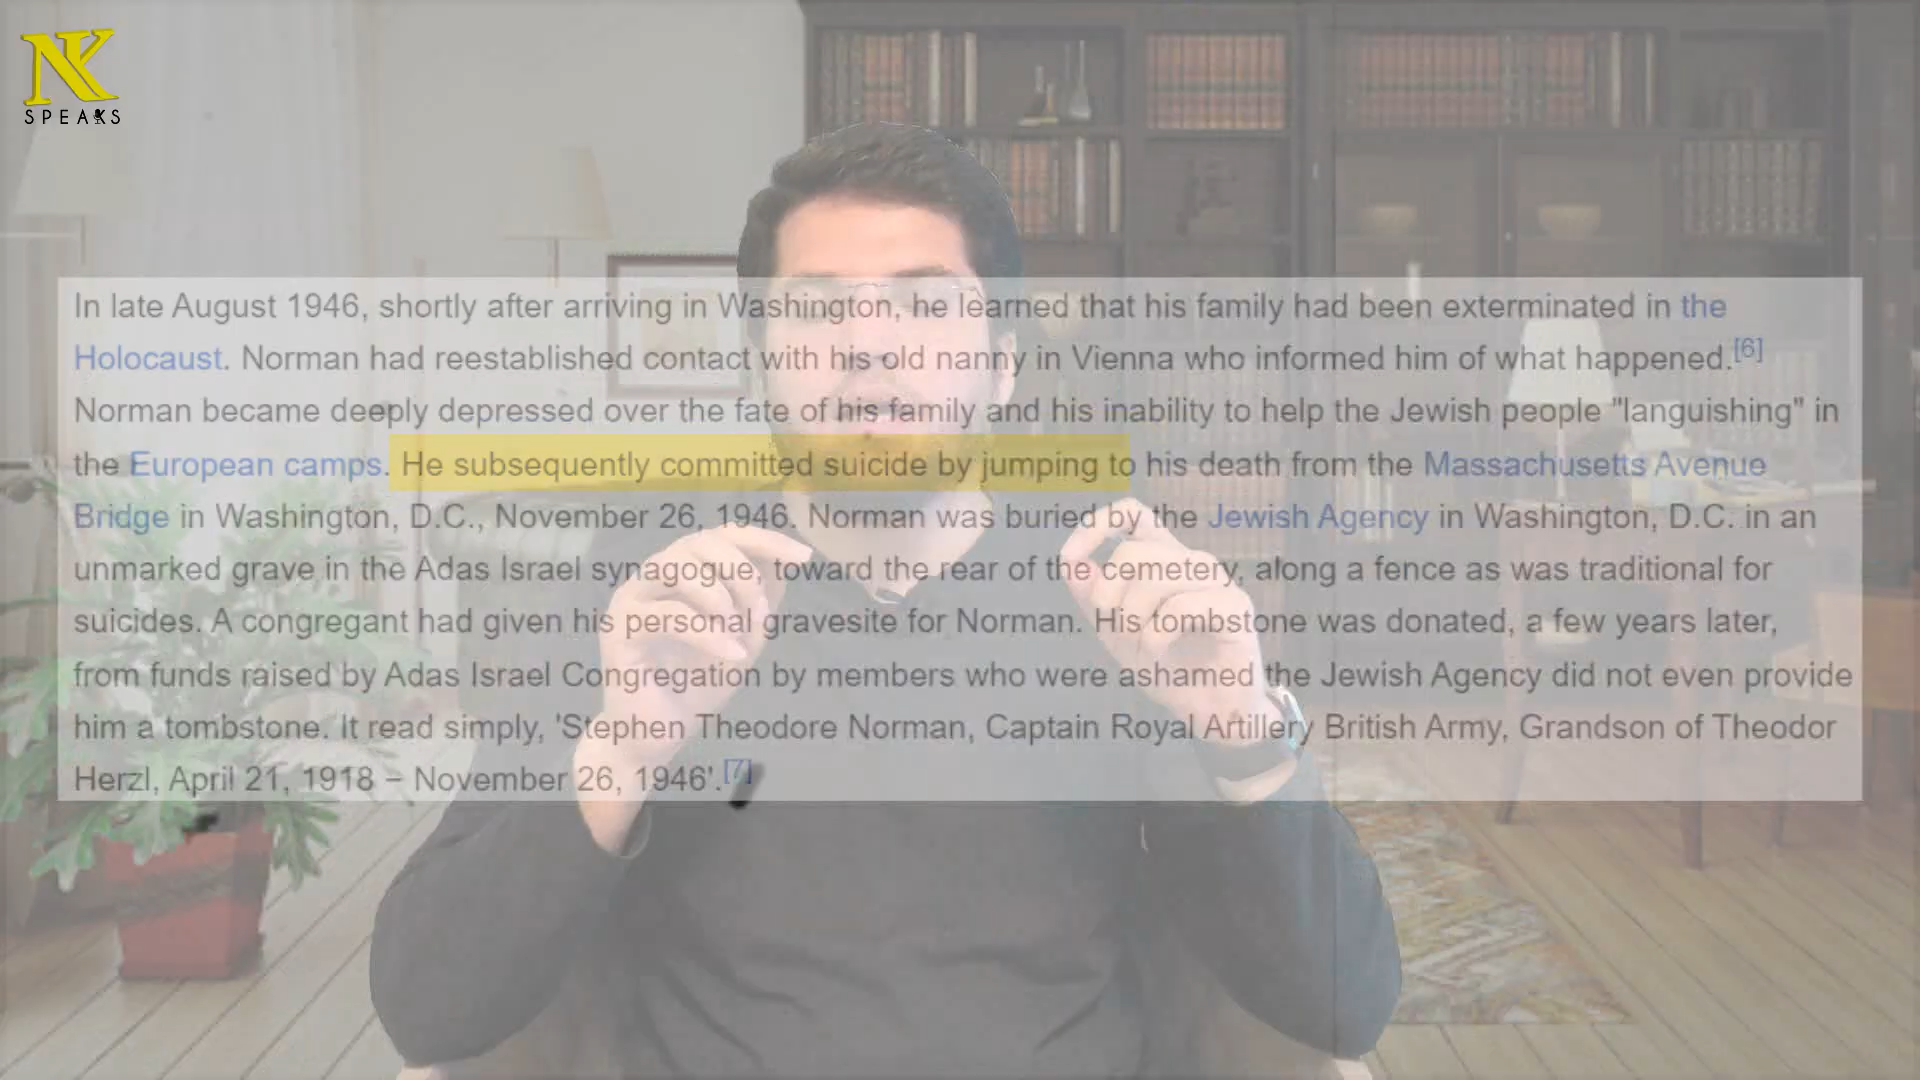 NK
SPEAKS
In late August 1946, shortly after arriving in Washington, he learned that his family had been exterminated in the
Holocaust. Norman had reestablished contact with his old nanny in Vienna who informed him of what happened.[6]
Norman became deeply depressed over the fate of his family and his inability to help the Jewish people "languishing" in
the European camps. He subsequently committed suicide by jumping to his death from the Massachusetts Avenue
Bridge in Washington, D.C., November 26, 1946. Norman was buried by the Jewish Agency in Washington, D.C. in an
unmarked grave in the Adas Israel synagogue, toward the rear of the cemetery, along a fence as was traditional for
suicides. A congregant had given his personal gravesite for Norman. His tombstone was donated, a few years later,
from funds raised by Adas Israel Congregation by members who were ashamed the Jewish Agency did not even provide
him a tombstone. It read simply, 'Stephen Theodore Norman, Captain Royal Artillery British Army, Grandson of Theodor
Herzl, April 21, 1918 – November 26, 1946'.[7]